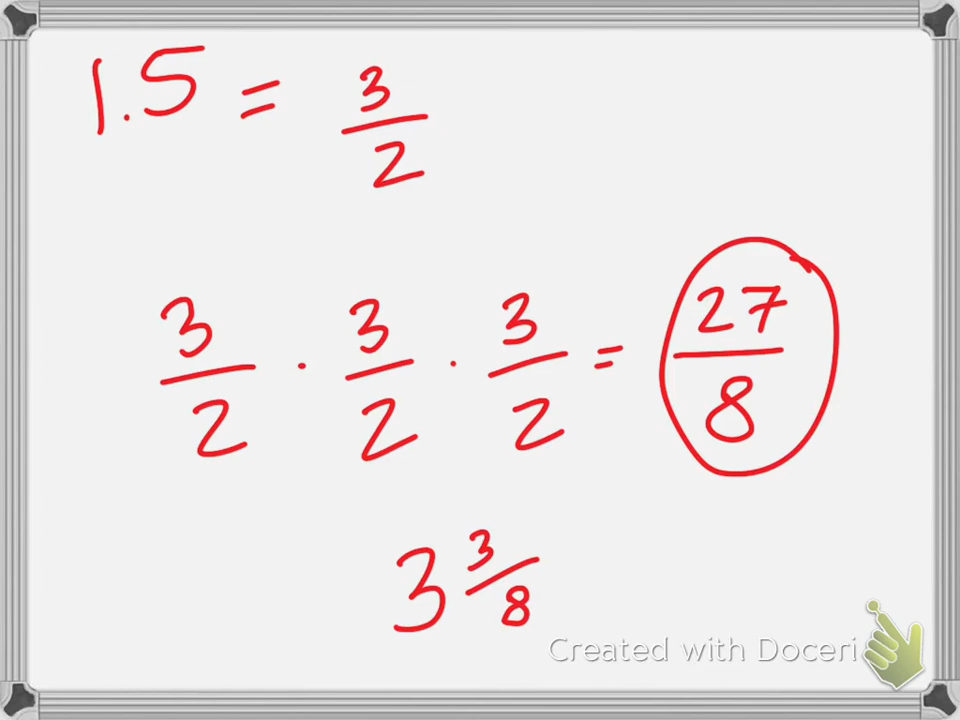 1.5 = 3/2
3/2 · 3/2 · 3/2 = 27/8
3 3/8
Created with Doceri